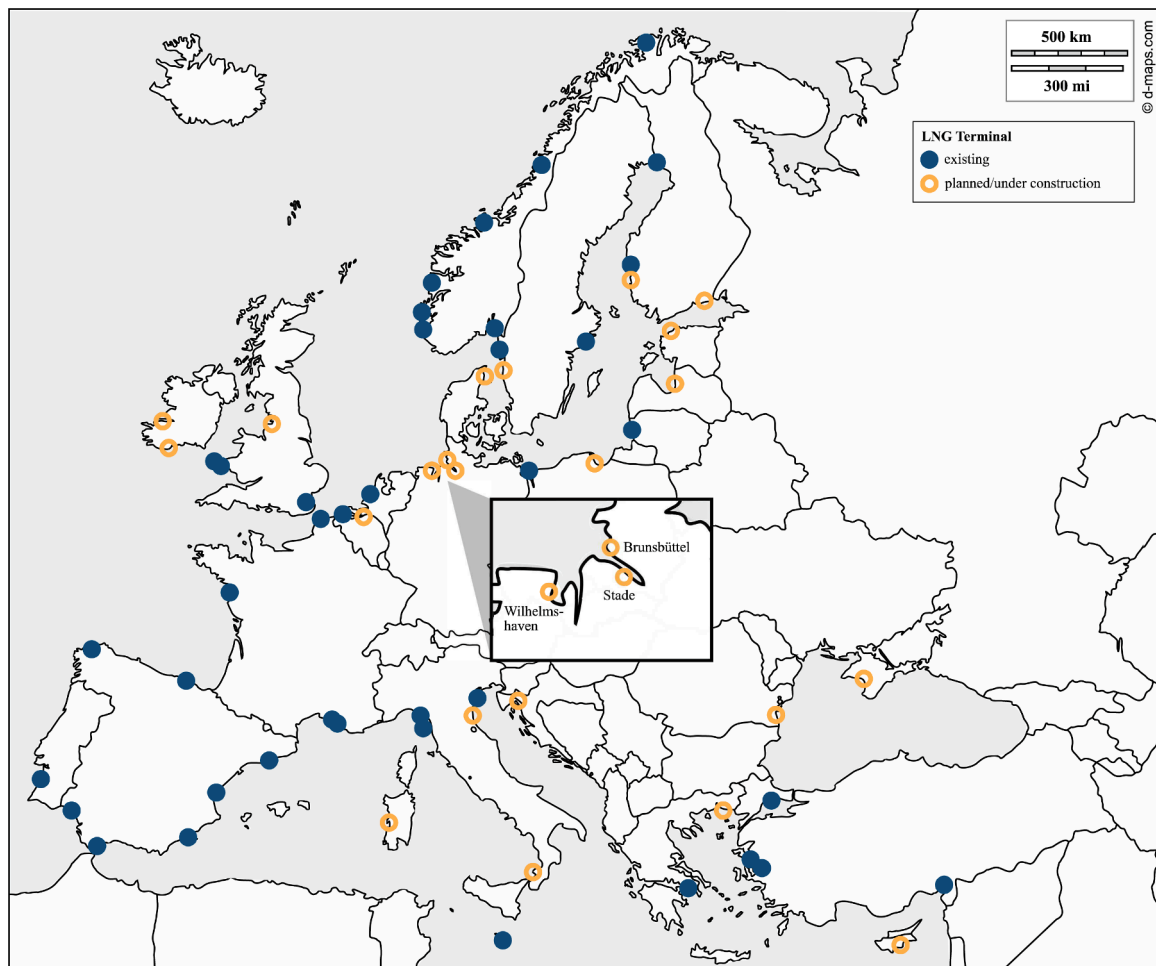 500 km
300 mi
© d-maps.com
LNG Terminal
existing
planned/under construction
Brunsbüttel
Stade
Wilhelms-
haven